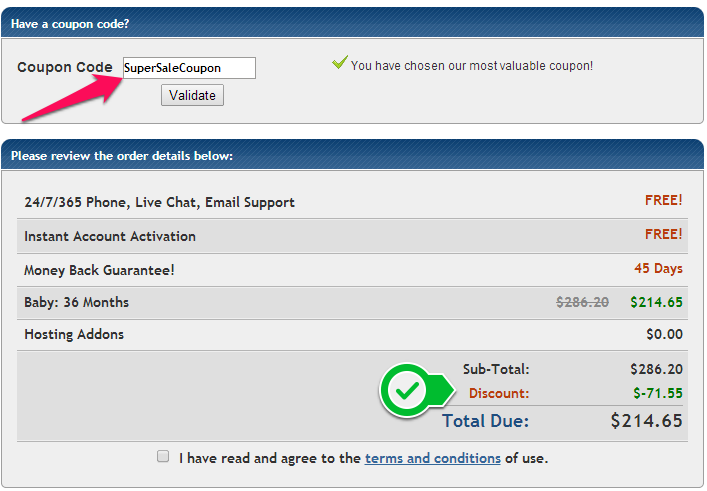 Have a coupon code?
Coupon Code SuperSaleCoupon You have chosen our most valuable coupon!
Validate
Please review the order details below:
24/7/365 Phone, Live Chat, Email Support FREE!
Instant Account Activation FREE!
Money Back Guarantee! 45 Days
Baby: 36 Months $286.20 $214.65
Hosting Addons $0.00
Sub-Total: $286.20
Discount: $-71.55
Total Due: $214.65
I have read and agree to the terms and conditions of use.